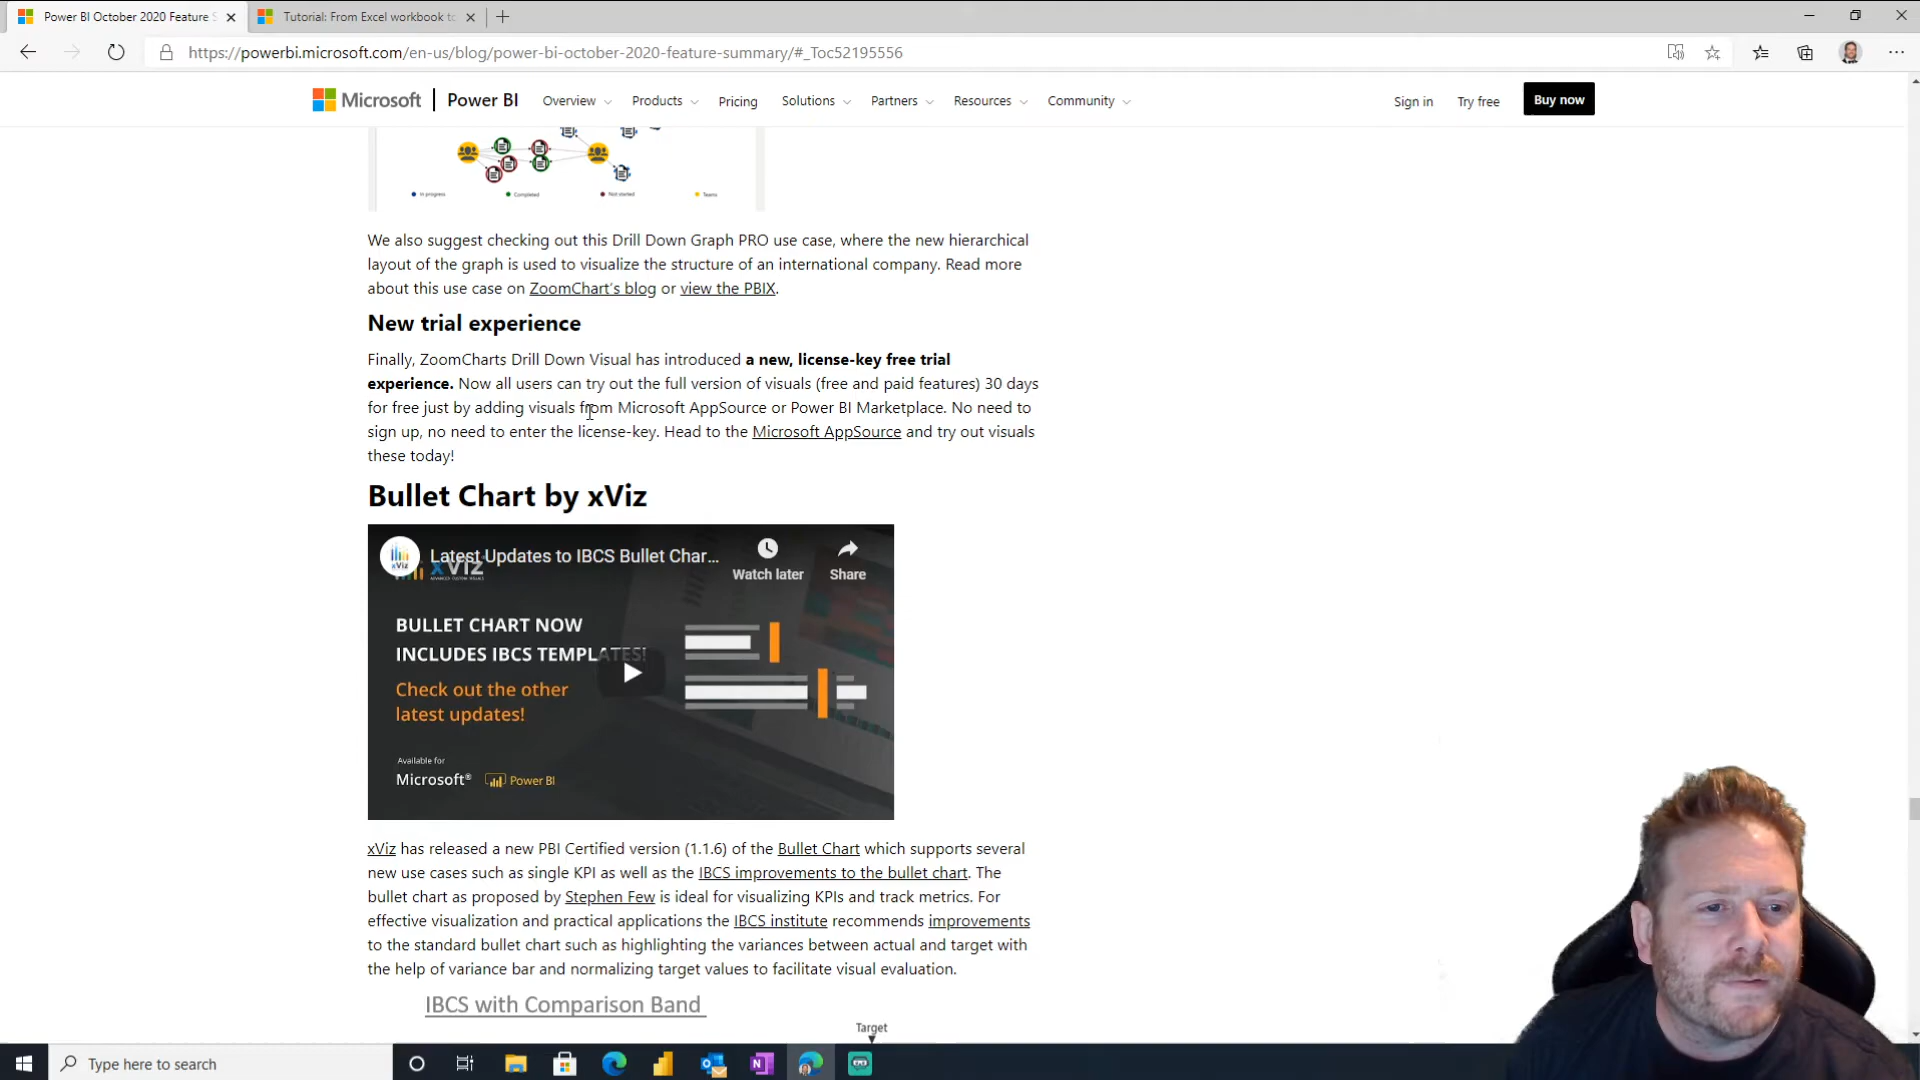 Power BI October 2020 Feature S
Tutorial: From Excel workbook to
https://powerbi.microsoft.com/en-us/blog/power-bi-october-2020-feature-summary/#_Toc52195556
Microsoft
Power BI
Overview
Products
Pricing
Solutions
Partners
Resources
Community
Sign in
Try free
Buy now
In progress
Completed
Not started
Teams
We also suggest checking out this Drill Down Graph PRO use case, where the new hierarchical
layout of the graph is used to visualize the structure of an international company. Read more
about this use case on ZoomChart's blog or view the PBIX.
New trial experience
Finally, ZoomCharts Drill Down Visual has introduced a new, license-key free trial
experience. Now all users can try out the full version of visuals (free and paid features) 30 days
for free just by adding visuals from Microsoft AppSource or Power BI Marketplace. No need to
sign up, no need to enter the license-key. Head to the Microsoft AppSource and try out visuals
these today!
Bullet Chart by xViz
Latest Updates to IBCS Bullet Char...
xViz
Watch later
Share
BULLET CHART NOW
INCLUDES IBCS TEMPLATES!
Check out the other
latest updates!
Available for
Microsoft®
Power BI
xViz has released a new PBI Certified version (1.1.6) of the Bullet Chart which supports several
new use cases such as single KPI as well as the IBCS improvements to the bullet chart. The
bullet chart as proposed by Stephen Few is ideal for visualizing KPIs and track metrics. For
effective visualization and practical applications the IBCS institute recommends improvements
to the standard bullet chart such as highlighting the variances between actual and target with
the help of variance bar and normalizing target values to facilitate visual evaluation.
IBCS with Comparison Band
Target
Type here to search